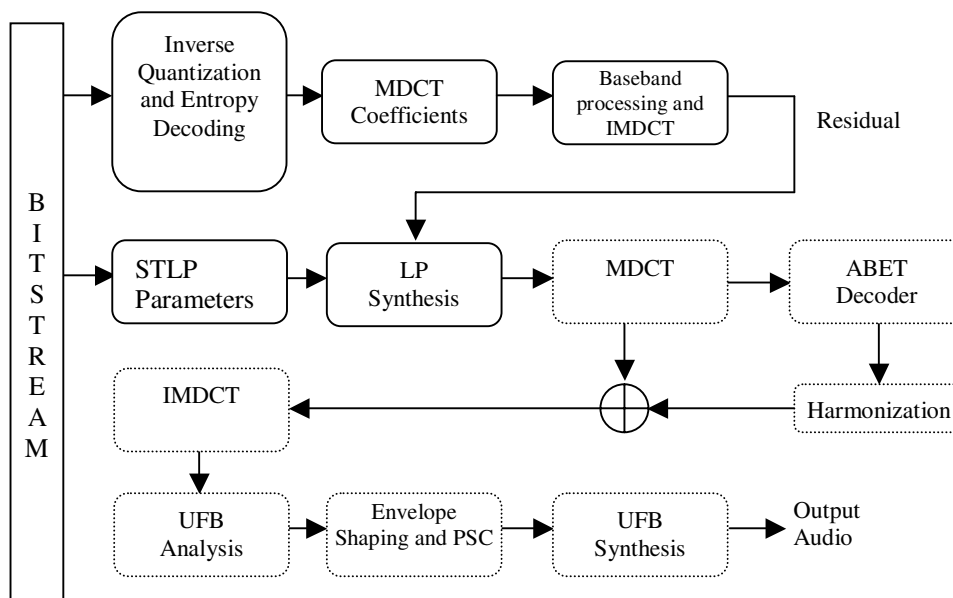 B
I
T
S
T
R
E
A
M
Inverse
Quantization
and Entropy
Decoding
MDCT
Coefficients
Baseband
processing and
IMDCT
Residual
STLP
Parameters
LP
Synthesis
MDCT
ABET
Decoder
IMDCT
Harmonization
UFB
Analysis
Envelope
Shaping and PSC
UFB
Synthesis
Output
Audio